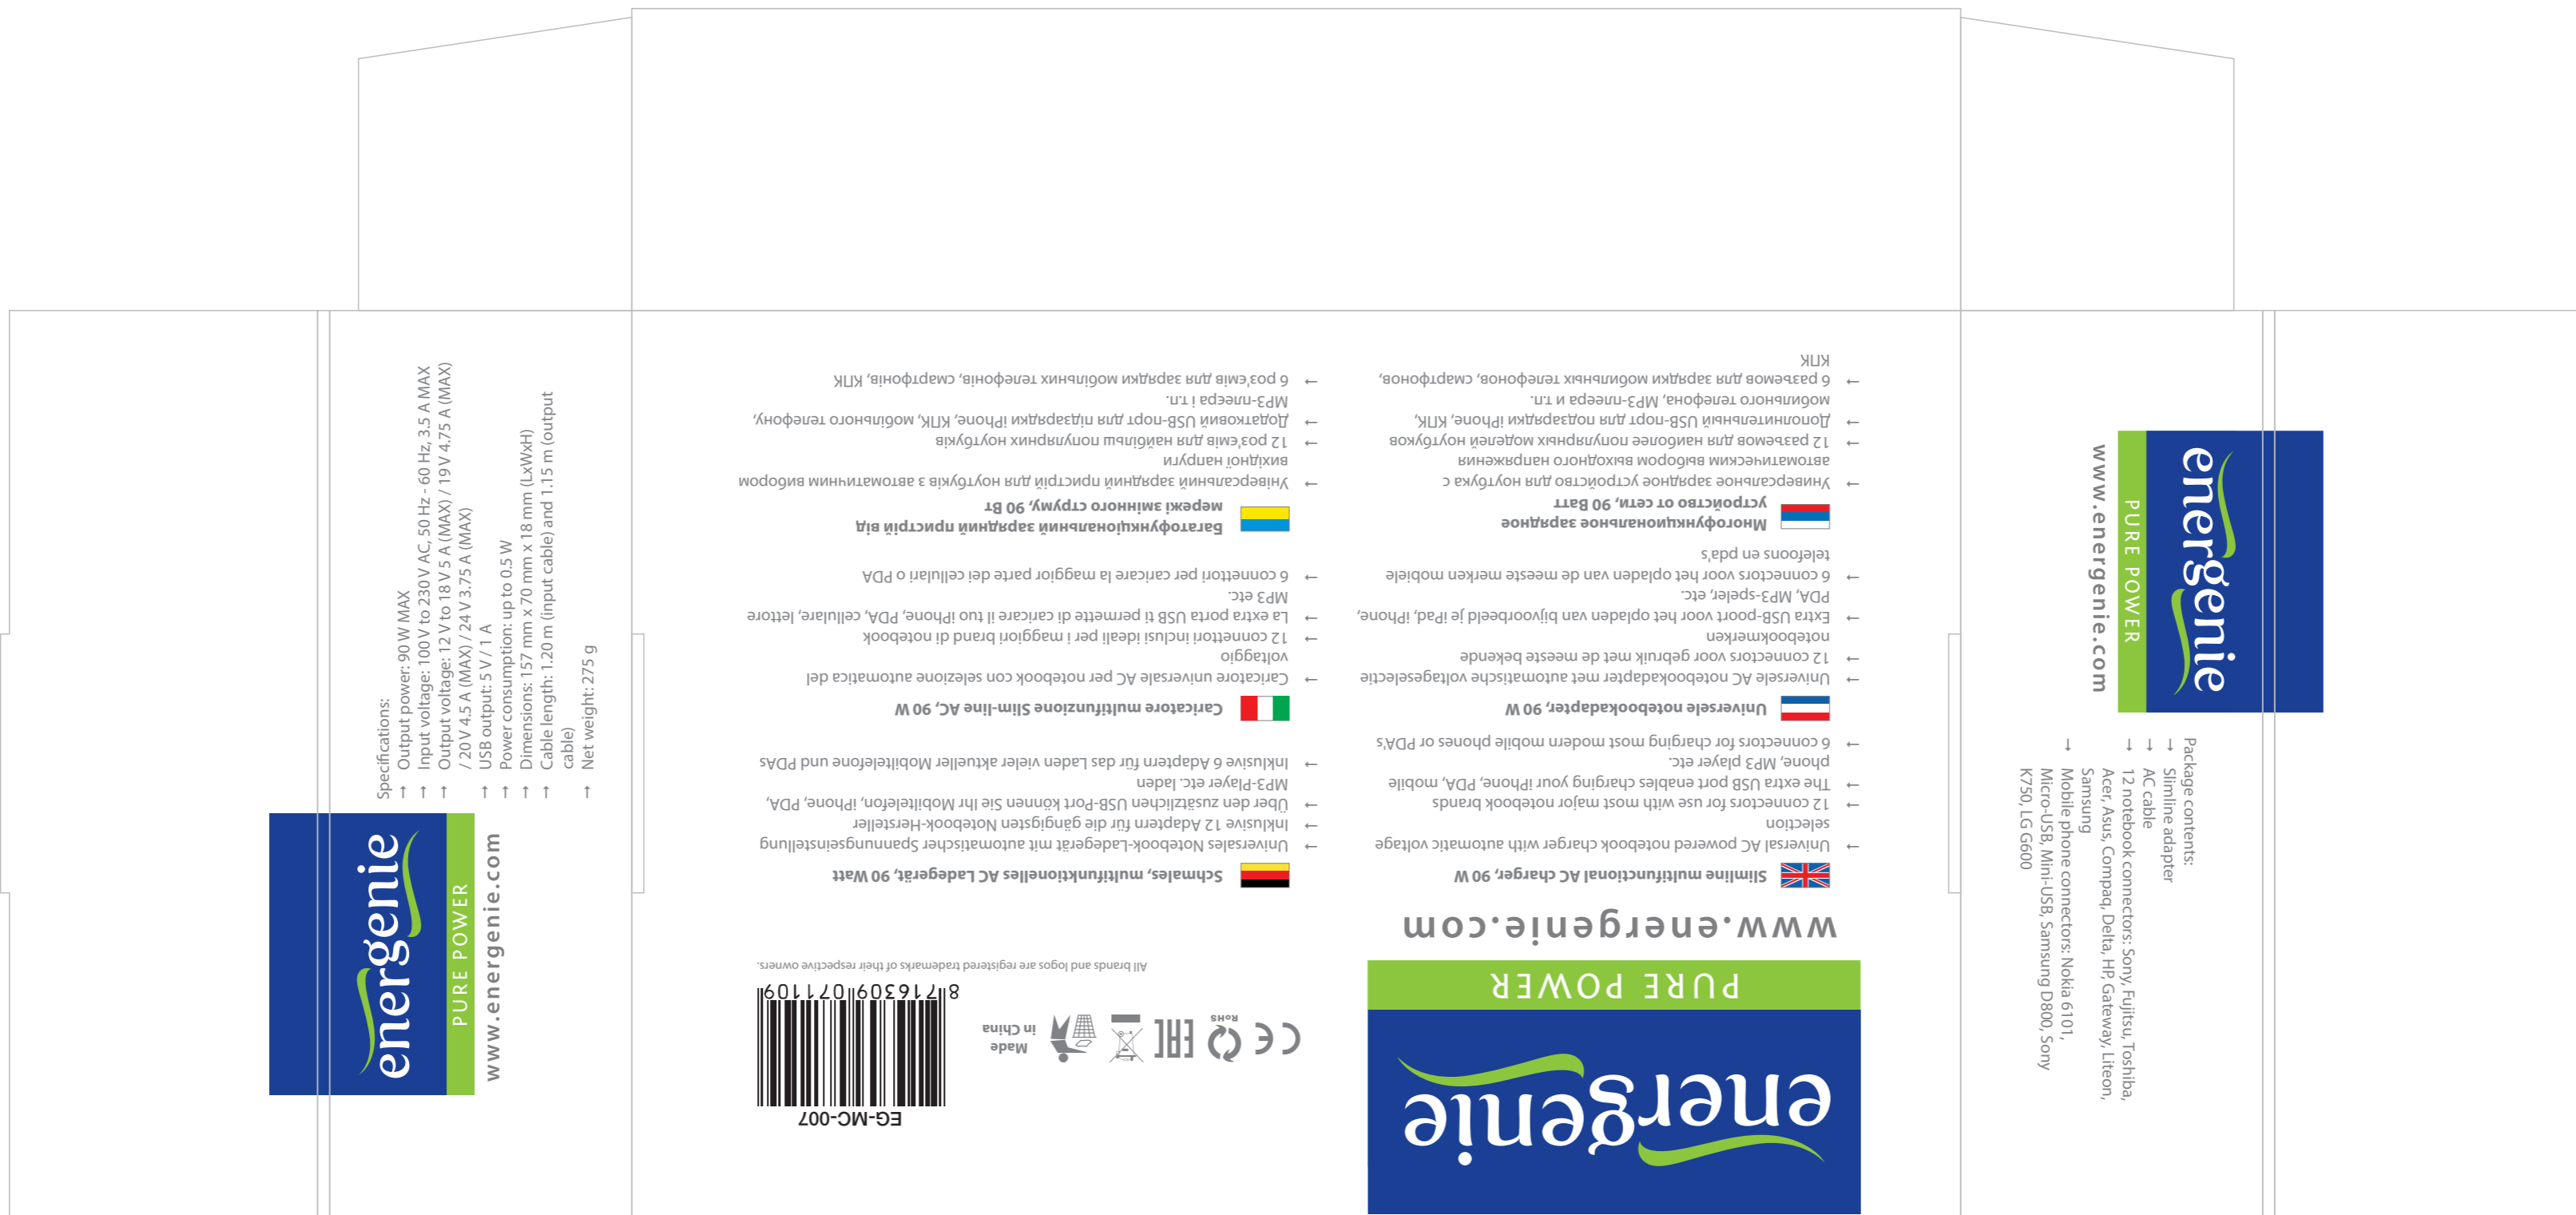 Specifications:
→ Output power: 90 W MAX
→ Input voltage: 100 V to 230 V AC, 50 Hz - 60 Hz, 3.5 A MAX
→ Output voltage: 12 V to 18 V 5 A (MAX) / 19 V 4.75 A (MAX)
/ 20 V 4.5 A (MAX) / 24 V 3.75 A (MAX)
→ USB output: 5 V / 1 A
→ Power consumption: up to 0.5 W
→ Dimensions: 157 mm x 70 mm x 18 mm (LxWxH)
→ Cable length: 1.20 m (input cable) and 1.15 m (output
cable)
→ Net weight: 275 g
energenie
PURE POWER
www.energenie.com
energenie
PURE POWER
www.energenie.com
Slimline multifunctional AC charger, 90 W
→ Universal AC powered notebook charger with automatic voltage
selection
→ 12 connectors for use with most major notebook brands
→ The extra USB port enables charging your iPhone, PDA, mobile
phone, MP3 player etc.
→ 6 connectors for charging most modern mobile phones or PDA's
Universele notebookadapter, 90 W
→ Universele AC notebookadapter met automatische voltageselectie
→ 12 connectors voor gebruik met de meeste bekende
notebookmerken
→ Extra USB-poort voor het opladen van bijvoorbeeld je iPad, iPhone,
PDA, MP3-speler, etc.
→ 6 connectors voor het opladen van de meeste merken mobiele
telefoons en pda's
Многофункциональное зарядное
устройство от сети, 90 Ватт
→ Универсальное зарядное устройство для ноутбука с
автоматическим выбором выходного напряжения
→ 12 разъемов для наиболее популярных моделей ноутбуков
→ Дополнительный USB-порт для подзарядки iPhone, КПК,
мобильного телефона, MP3-плеера и т.п.
→ 6 разъемов для зарядки мобильных телефонов, смартфонов,
КПК
EG-MC-007
8 716309 071109
CE
RoHS
EAC
Made
in China
All brands and logos are registered trademarks of their respective owners.
Schmales, multifunktionelles AC Ladegerät, 90 Watt
→ Universales Notebook-Ladegerät mit automatischer Spannungseinstellung
→ Inklusive 12 Adaptern für die gängigsten Notebook-Hersteller
→ Über den zusätzlichen USB-Port können Sie Ihr Mobiltelefon, iPhone, PDA,
MP3-Player etc. laden
→ Inklusive 6 Adaptern für das Laden vieler aktueller Mobiltelefone und PDAs
Caricatore multifunzione Slim-line AC, 90 W
→ Caricatore universale AC per notebook con selezione automatica del
voltaggio
→ 12 connettori inclusi ideali per i maggiori brand di notebook
→ La extra porta USB ti permette di caricare il tuo iPhone, PDA, cellulare, lettore
MP3 etc.
→ 6 connettori per caricare la maggior parte dei cellulari o PDA
Багатофункціональний зарядний пристрій від
мережі змінного струму, 90 Вт
→ Універсальний зарядний пристрій для ноутбуків з автоматичним вибором
вихідної напруги
→ 12 роз'ємів для найбільш популярних ноутбуків
→ Додатковий USB-порт для підзарядки iPhone, КПК, мобільного телефону,
MP3-плеєра і т.п.
→ 6 роз'ємів для зарядки мобільних телефонів, смартфонів, КПК
energenie
PURE POWER
www.energenie.com
Package contents:
→ Slimline adapter
→ AC cable
→ 12 notebook connectors: Sony, Fujitsu, Toshiba,
Acer, Asus, Compaq, Delta, HP, Gateway, Liteon,
Samsung
→ Mobile phone connectors: Nokia 6101,
Micro-USB, Mini-USB, Samsung D800, Sony
K750, LG G600